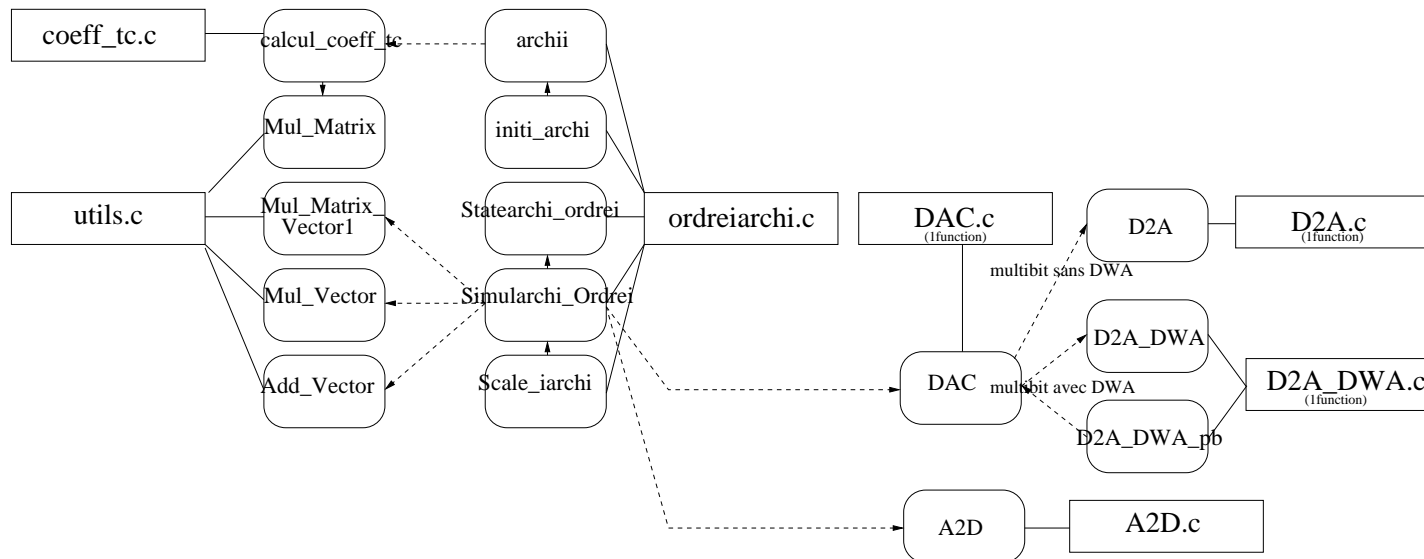 coeff_tc.c
calcul_coeff_tc
archii
Mul_Matrix
initi_archi
utils.c
Mul_Matrix_
Vector1
Statearchi_ordrei
ordreiarchi.c
DAC.c
(1function)
D2A
D2A.c
(1function)
multibit sans DWA
Mul_Vector
Simularchi_Ordrei
D2A_DWA
Add_Vector
Scale_iarchi
DAC
multibit avec DWA
D2A_DWA.c
(1function)
D2A_DWA_pb
A2D
A2D.c